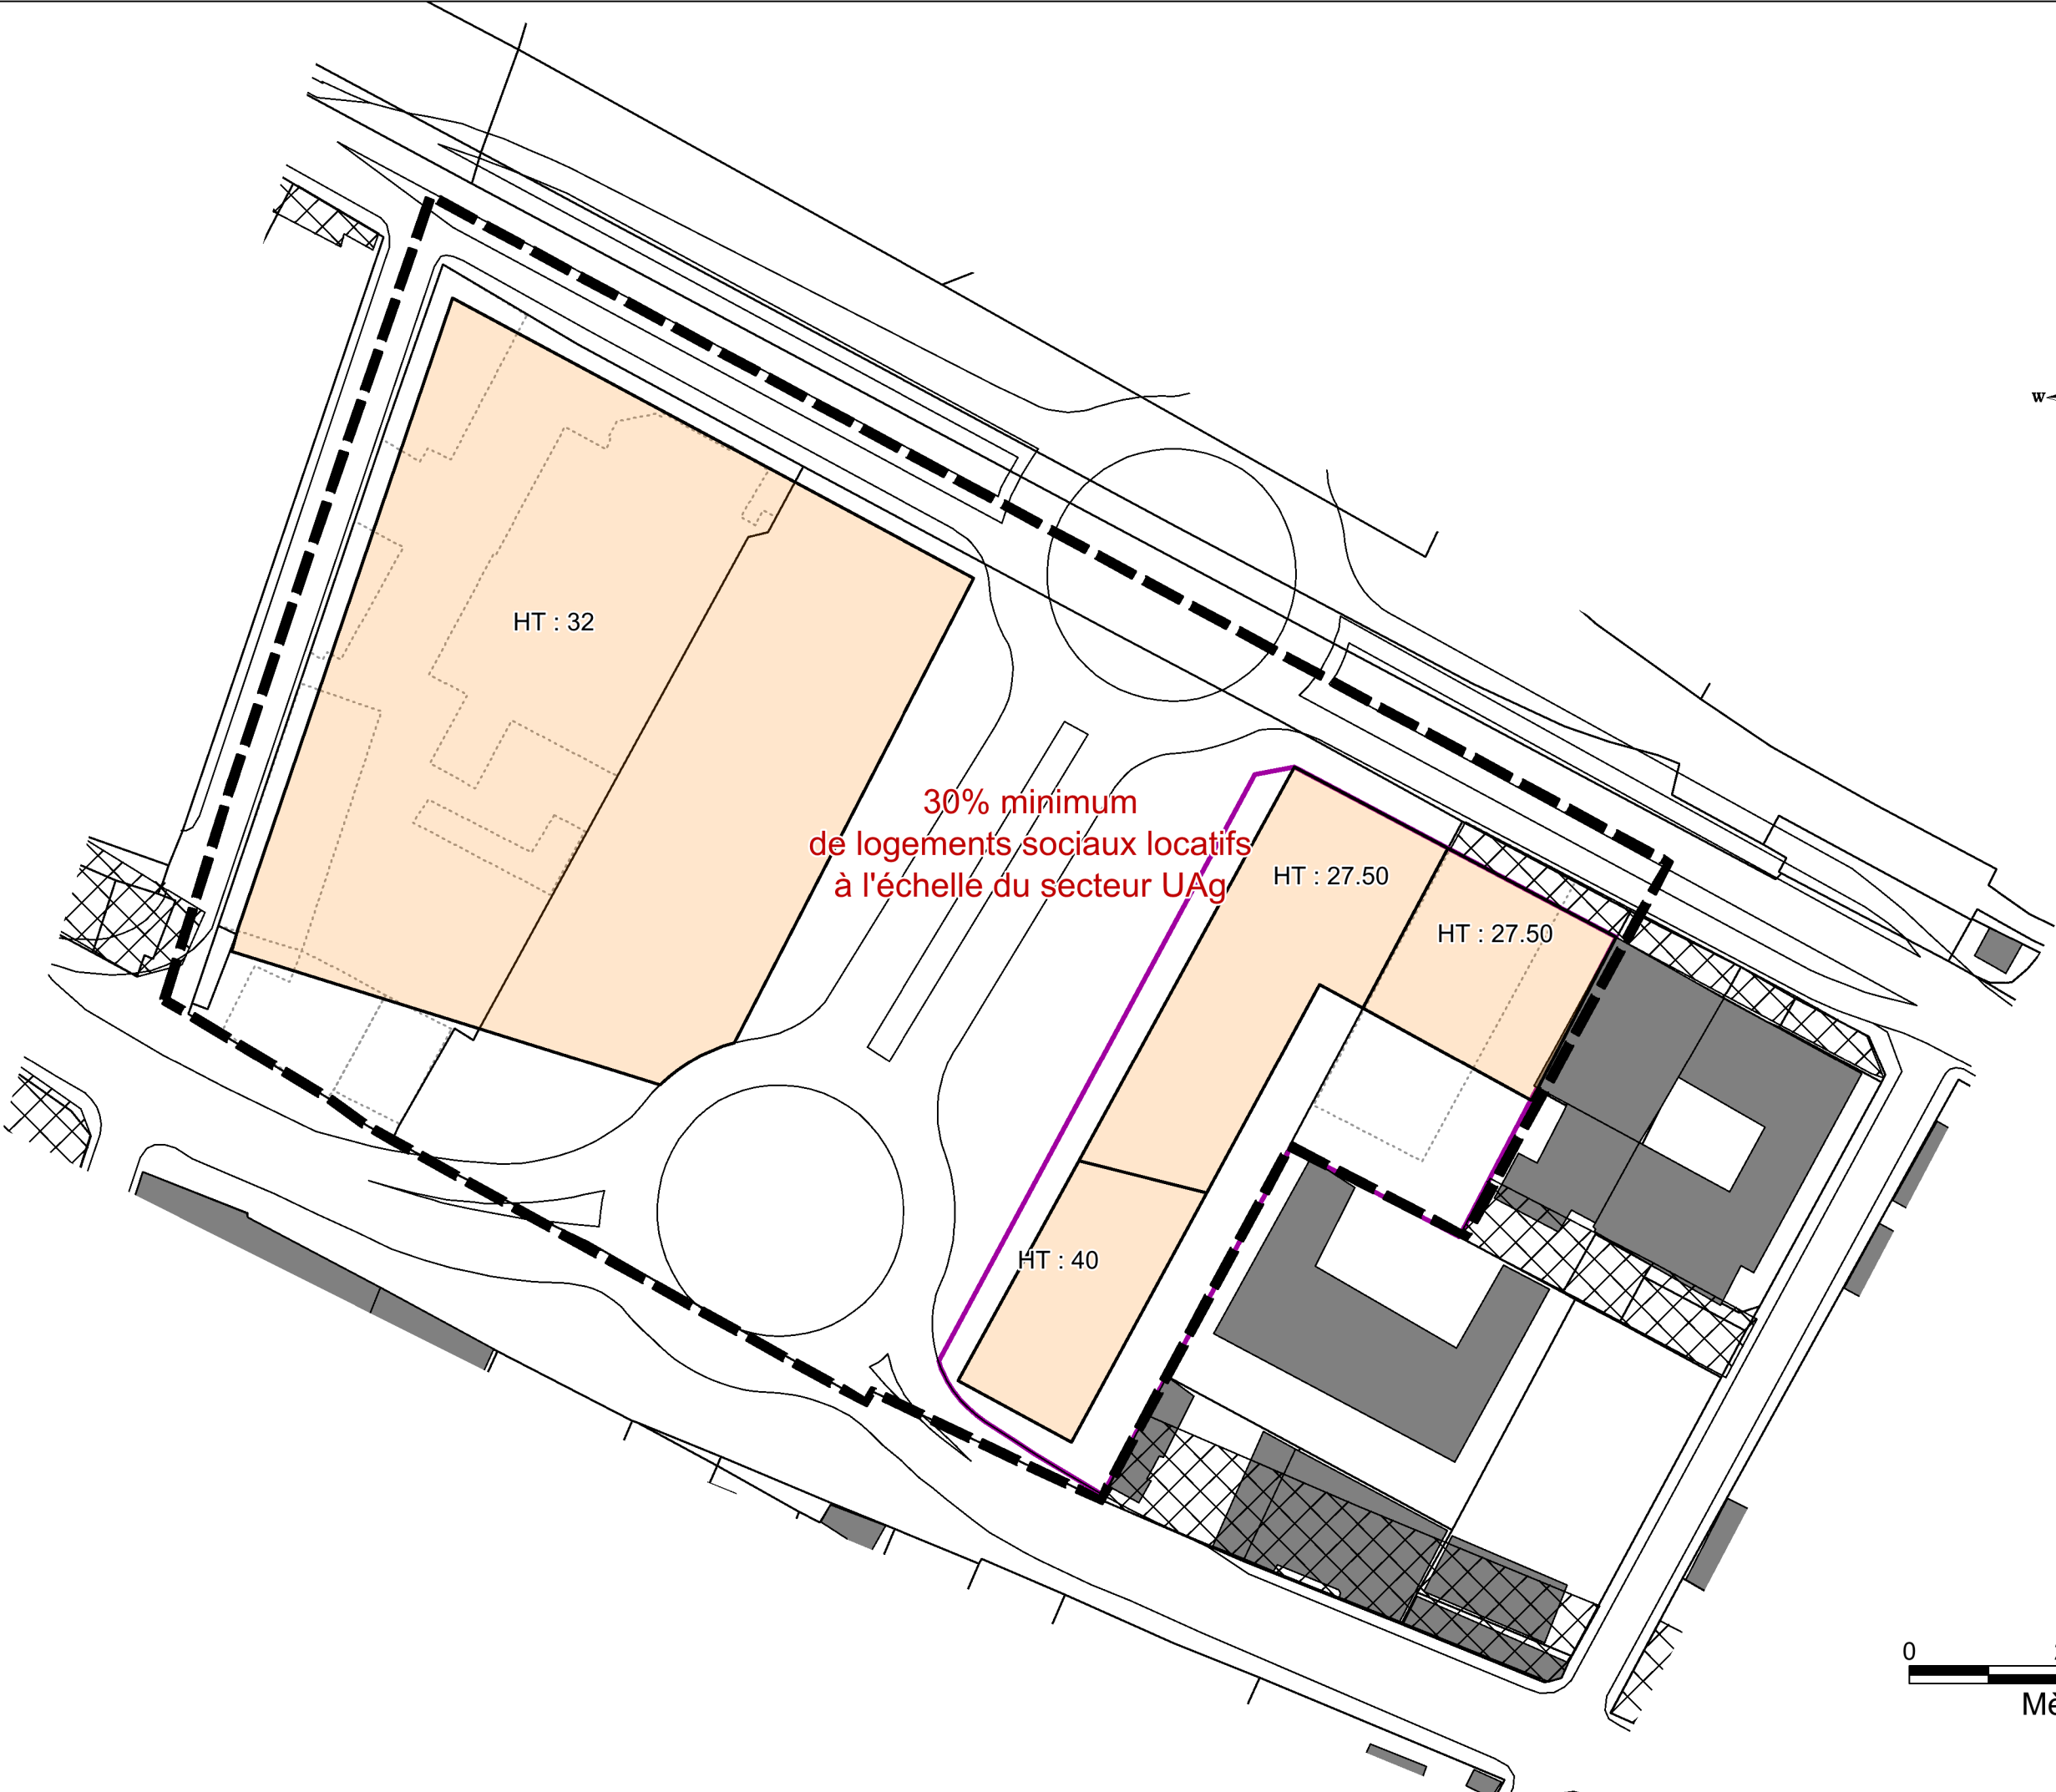 W
HT : 32
30% minimum
de logements sociaux locatifs
à l'échelle du secteur UAg
HT : 27.50
HT : 27.50
HT : 40
0